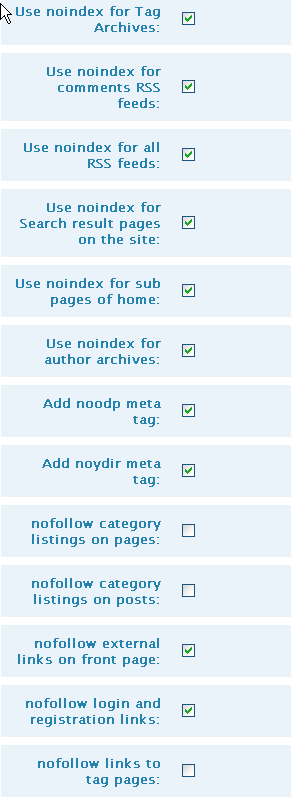 Use noindex for Tag
Archives:
Use noindex for
comments RSS
feeds:
Use noindex for all
RSS feeds:
Use noindex for
Search result pages
on the site:
Use noindex for sub
pages of home:
Use noindex for
author archives:
Add noodp meta
tag:
Add noydir meta
tag:
nofollow category
listings on pages:
nofollow category
listings on posts:
nofollow external
links on front page:
nofollow login and
registration links:
nofollow links to
tag pages: